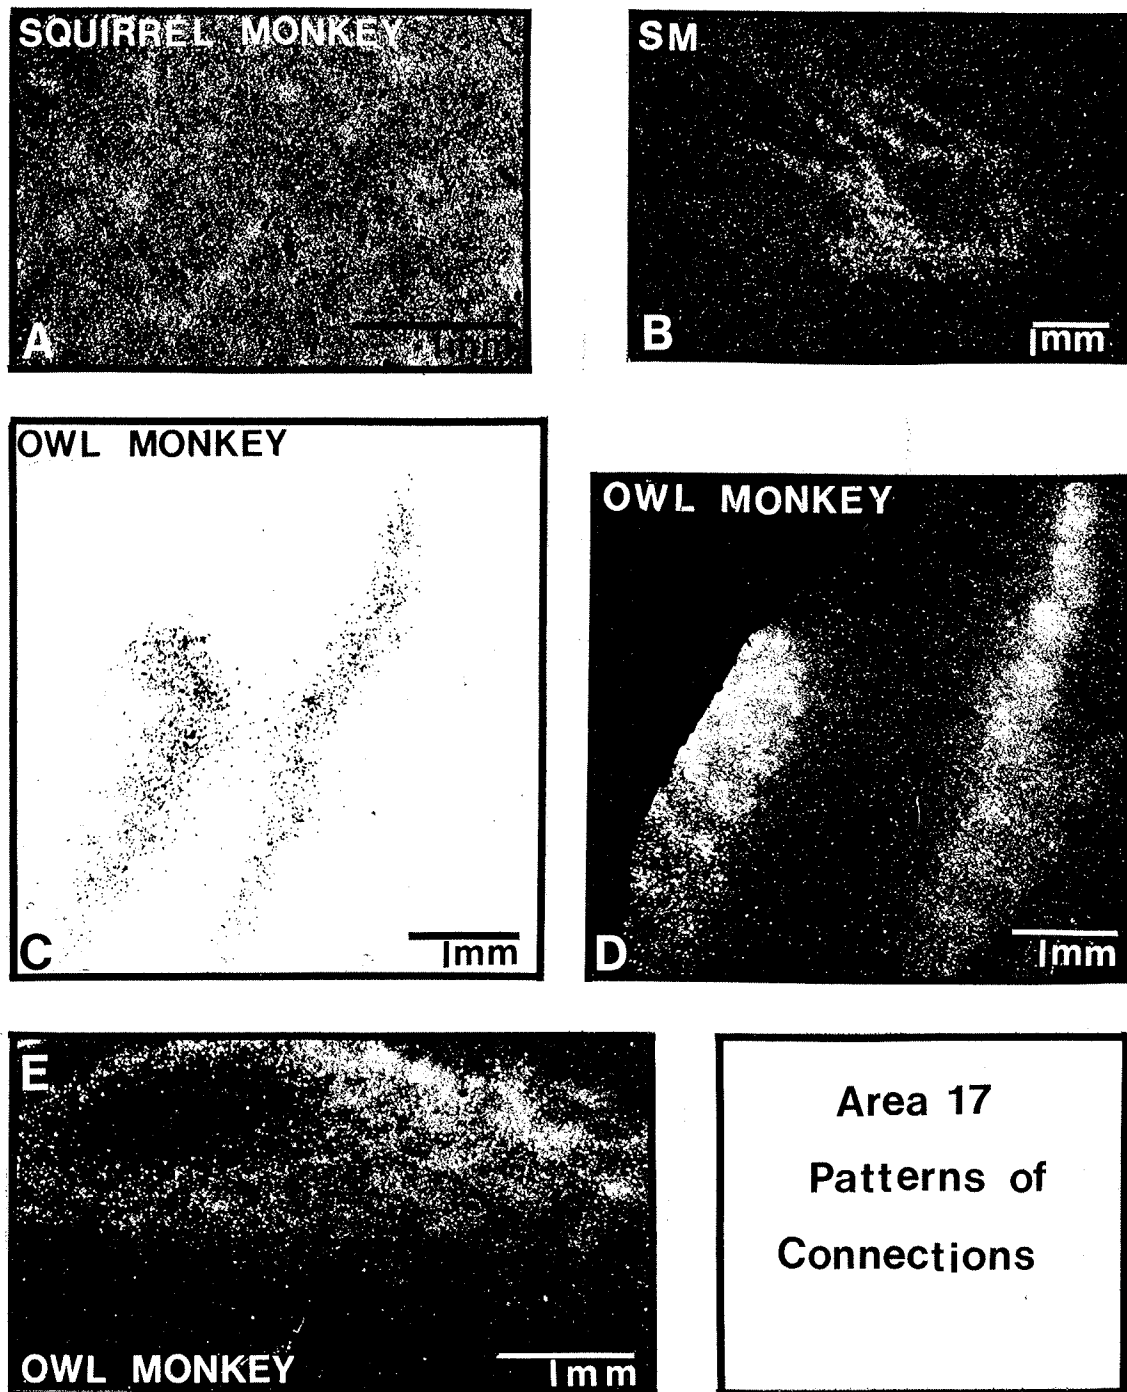 SQUIRREL MONKEY
A
SM
B
1mm
OWL MONKEY
C
1mm
OWL MONKEY
D
1mm
E
OWL MONKEY
1mm
Area 17
Patterns of
Connections